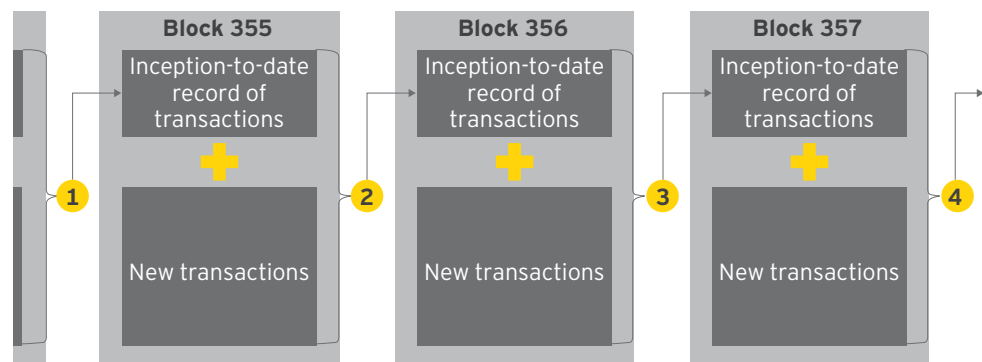 Block 355
Inception-to-date
record of
transactions
New transactions
Block 356
Inception-to-date
record of
transactions
New transactions
Block 357
Inception-to-date
record of
transactions
New transactions
1
2
3
4